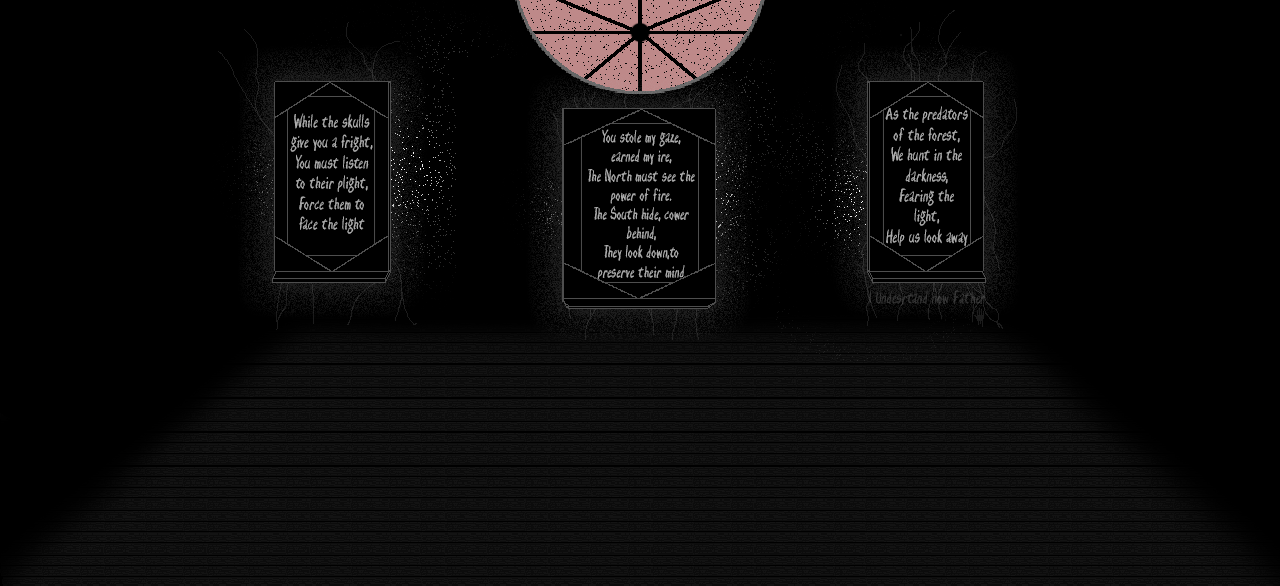 While the skulls
give you a fright,
You must listen
to their plight,
Force them to
face the light
You stole my gaze,
earned my ire,
The North must see the
power of fire.
The South hide, cower
behind,
They look down,to
preserve their mind
As the predators
of the forest,
We hunt in the
darkness,
Fearing the
light,
Help us look away
I Undesrtand now Father